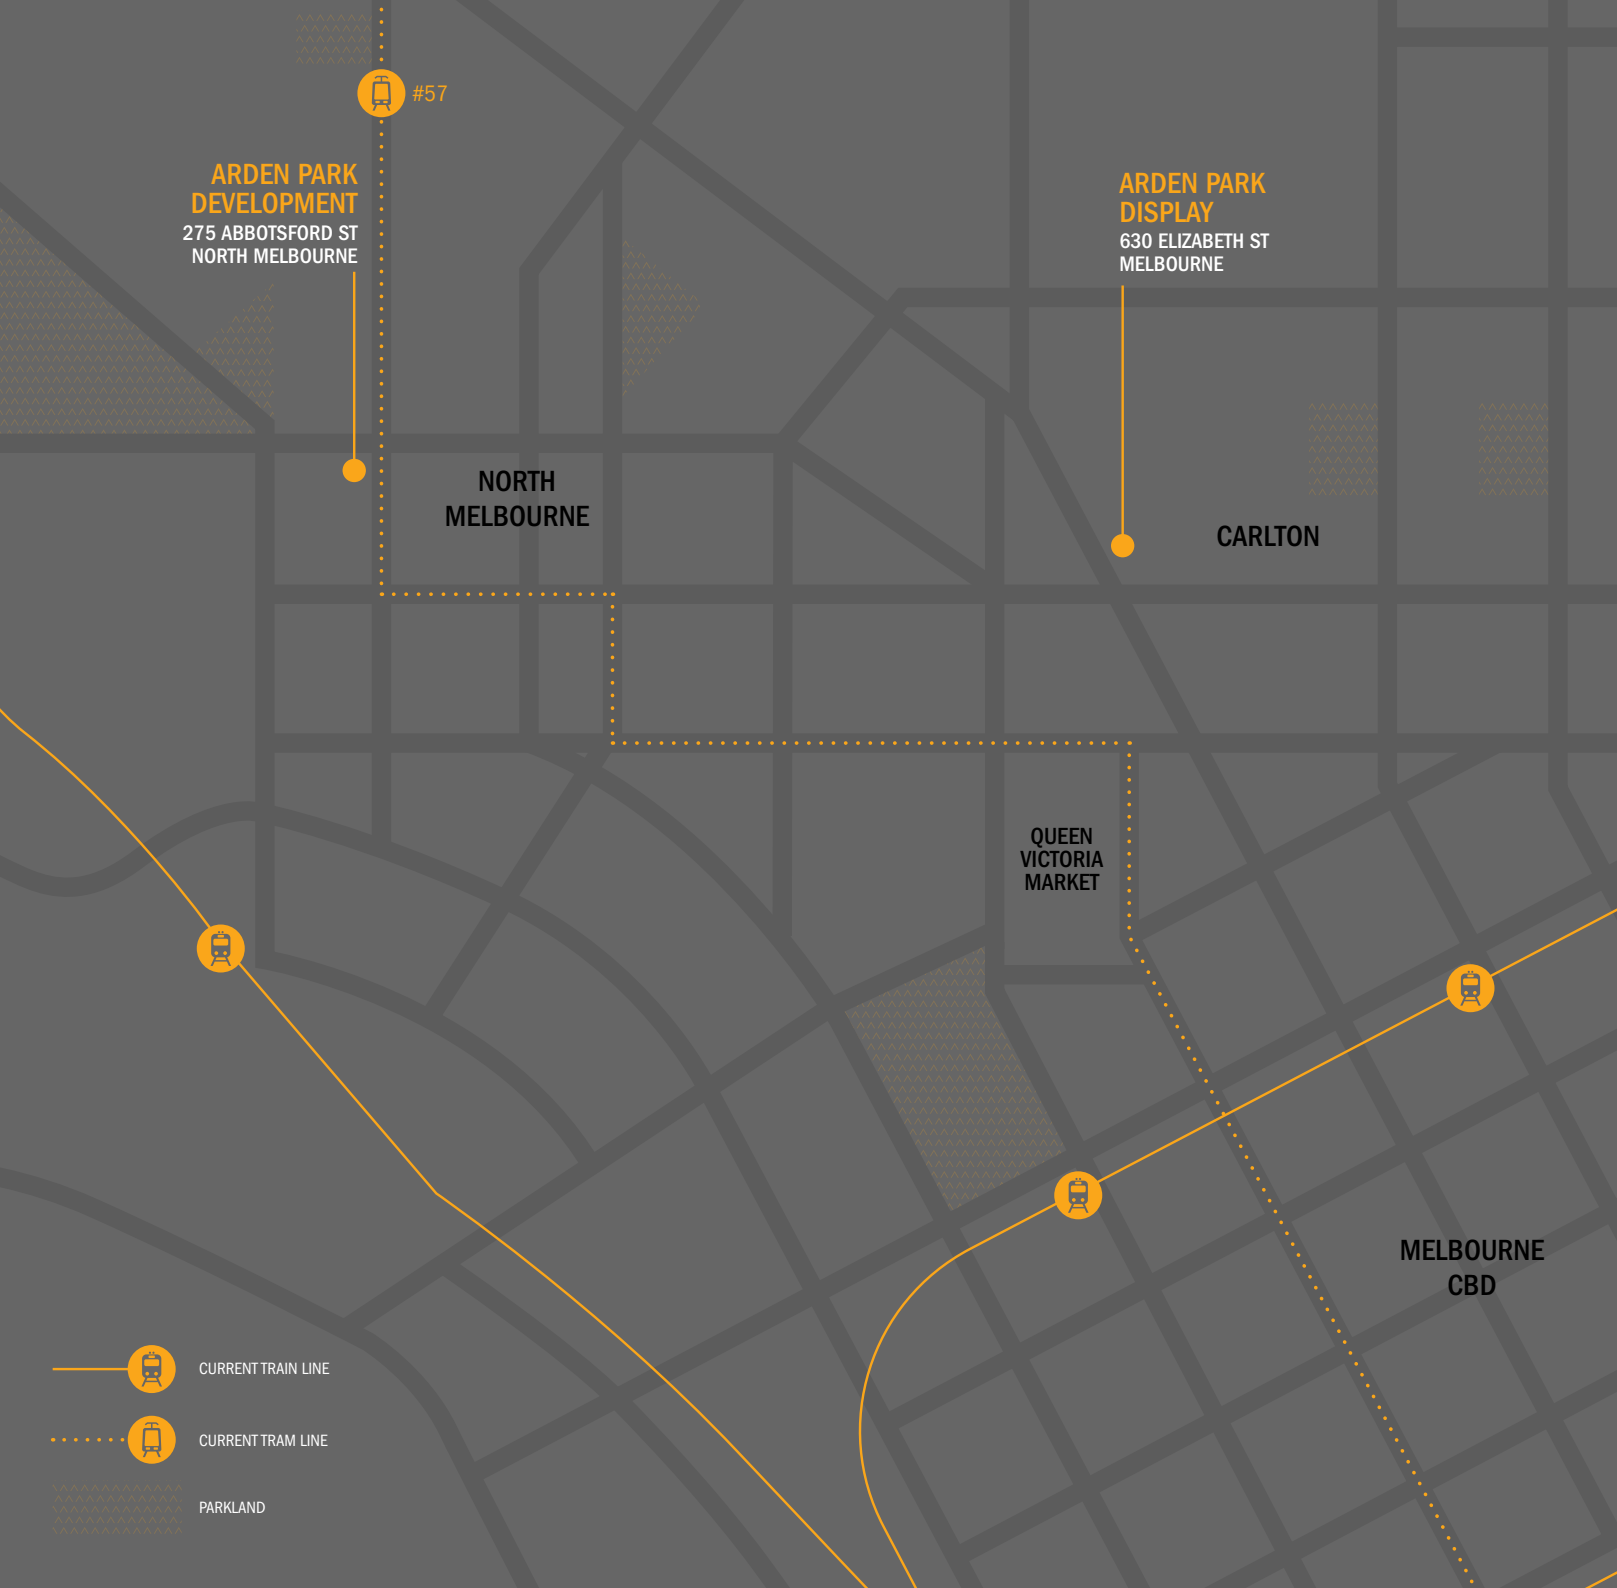 #57
ARDEN PARK
DEVELOPMENT
275 ABBOTSFORD ST
NORTH MELBOURNE
ARDEN PARK
DISPLAY
630 ELIZABETH ST
MELBOURNE
NORTH
MELBOURNE
CARLTON
QUEEN
VICTORIA
MARKET
MELBOURNE
CBD
CURRENT TRAIN LINE
CURRENT TRAM LINE
PARKLAND